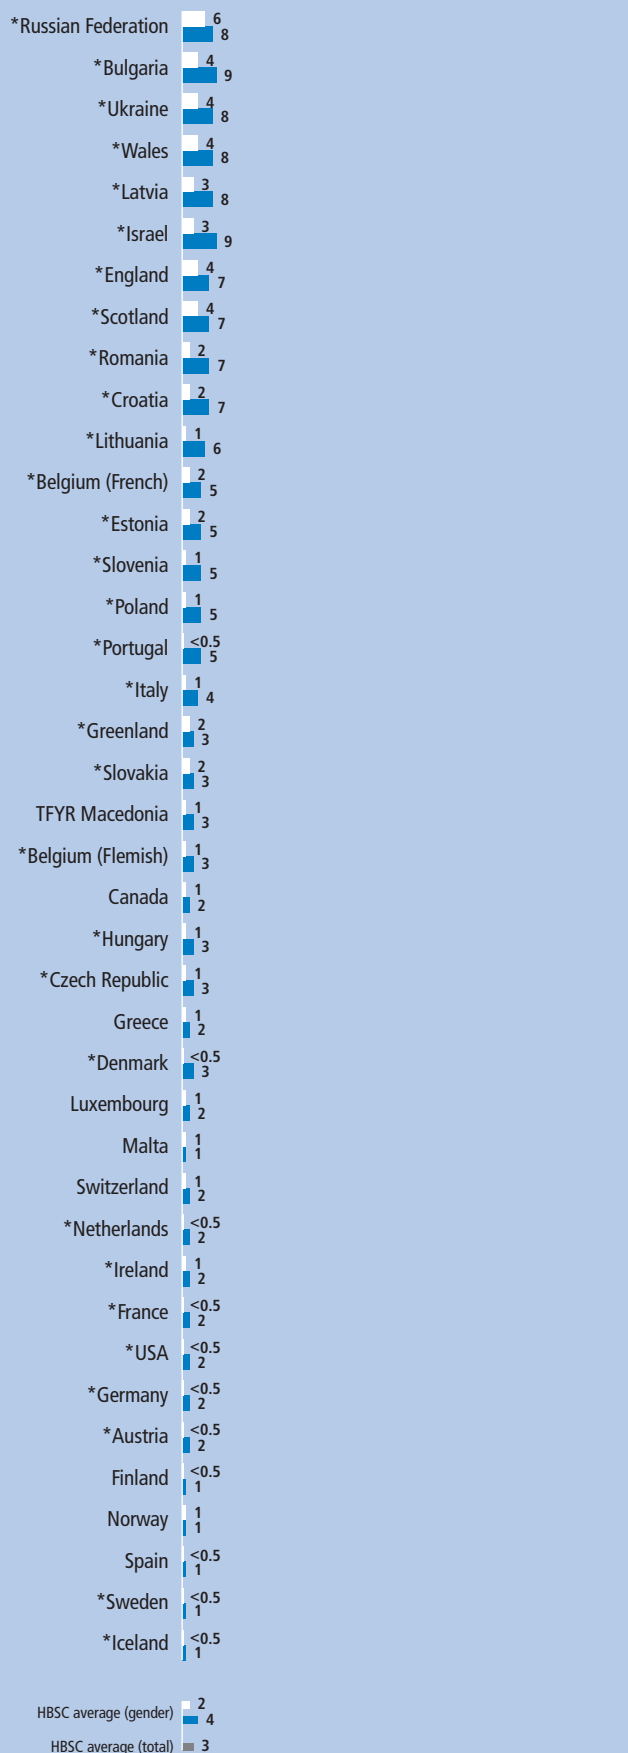 *Russian Federation 6
8
*Bulgaria 4
9
*Ukraine 4
8
*Wales 4
8
*Latvia 3
8
*Israel 3
9
*England 4
7
*Scotland 4
7
*Romania 2
7
*Croatia 2
7
*Lithuania 1
6
*Belgium (French) 2
5
*Estonia 2
5
*Slovenia 1
5
*Poland 1
5
*Portugal <0.5
5
*Italy 1
4
*Greenland 2
3
*Slovakia 2
3
TFYR Macedonia 1
3
*Belgium (Flemish) 1
3
Canada 1
2
*Hungary 1
3
*Czech Republic 1
3
Greece 1
2
*Denmark <0.5
3
Luxembourg 1
2
Malta 1
1
Switzerland 1
2
*Netherlands <0.5
2
*Ireland 1
2
*France <0.5
2
*USA <0.5
2
*Germany <0.5
2
*Austria <0.5
2
Finland <0.5
1
Norway 1
1
Spain <0.5
1
*Sweden <0.5
1
*Iceland <0.5
1
HBSC average (gender) 2
4
HBSC average (total) 3